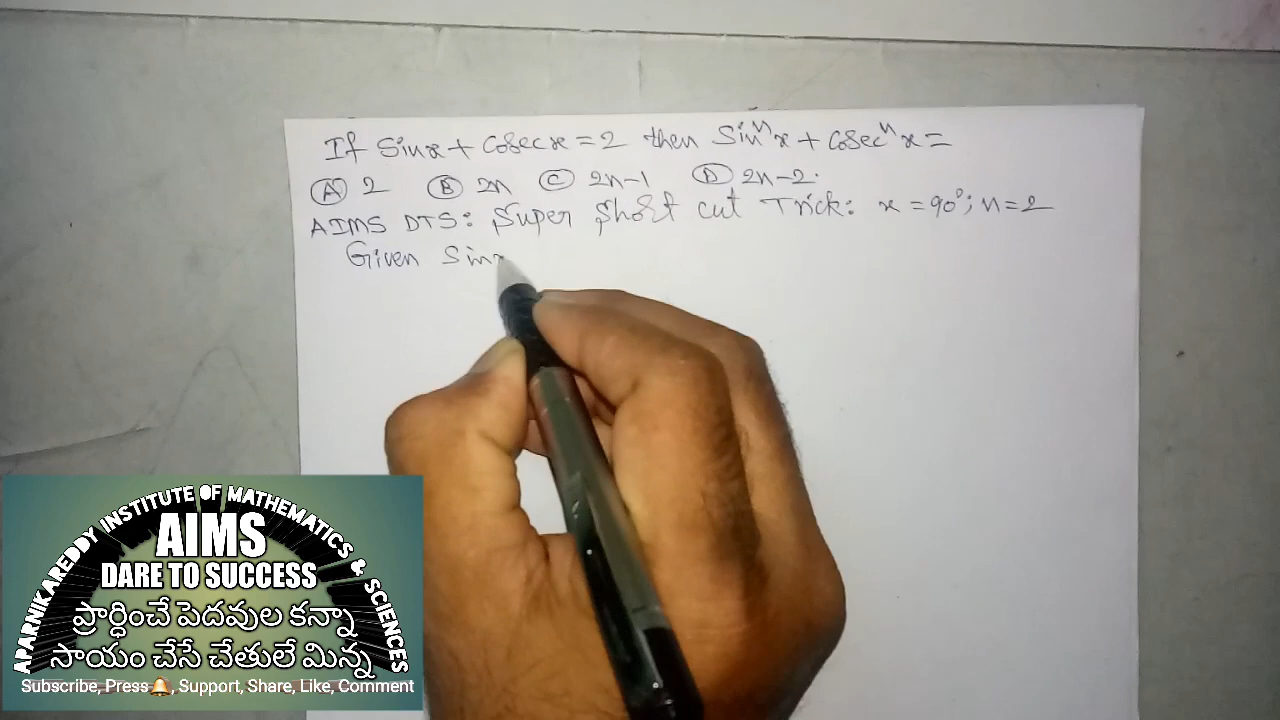 If Sinx + Cosecx = 2 then Sinⁿx + Cosecⁿx =
Ⓐ 2 Ⓑ 2n Ⓒ 2n-1 Ⓓ 2n-2.
AIMS DTS: Super Short cut Trick: x = 90°; n = 2
Given Sinx
APARNIKAREDDY INSTITUTE OF MATHEMATICS & SCIENCES
AIMS
DARE TO SUCCESS
ప్రార్ధించే పెదవుల కన్నా
సాయం చేసే చేతులే మిన్న
Subscribe, Press🔔, Support, Share, Like, Comment